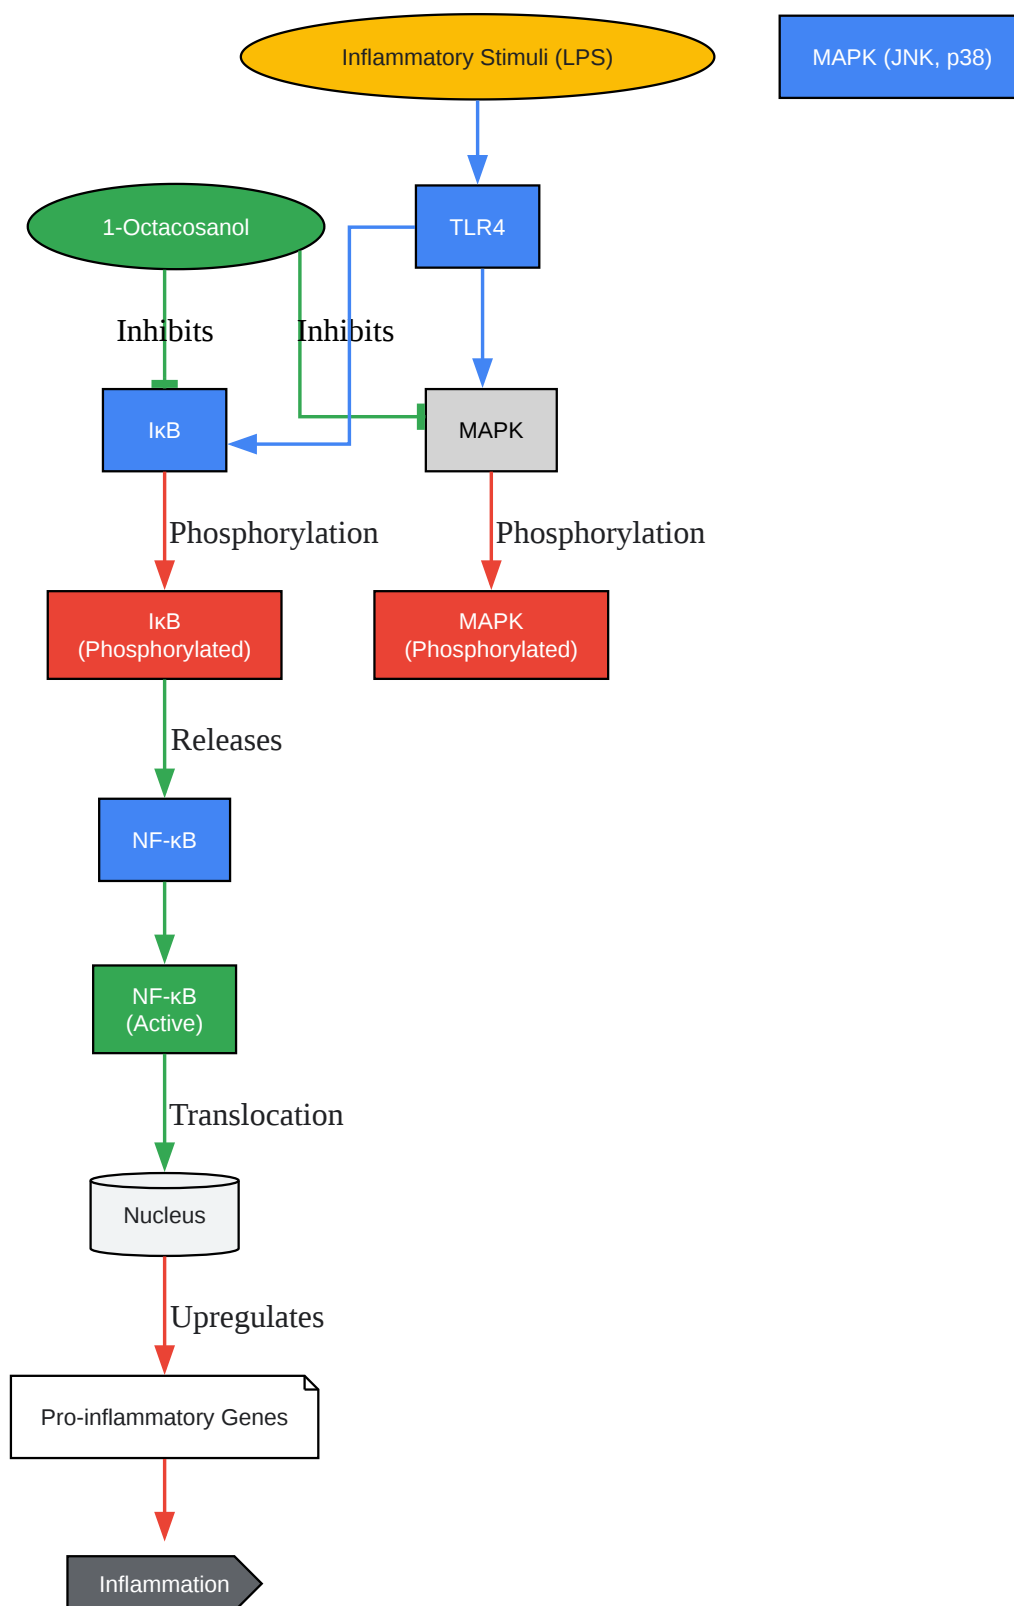 Inflammatory Stimuli (LPS)
MAPK (JNK, p38)
1-Octacosanol
TLR4
Inhibits
Inhibits
IκB
MAPK
Phosphorylation
Phosphorylation
IκB
(Phosphorylated)
MAPK
(Phosphorylated)
Releases
NF-κB
NF-κB
(Active)
Translocation
Nucleus
Upregulates
Pro-inflammatory Genes
Inflammation